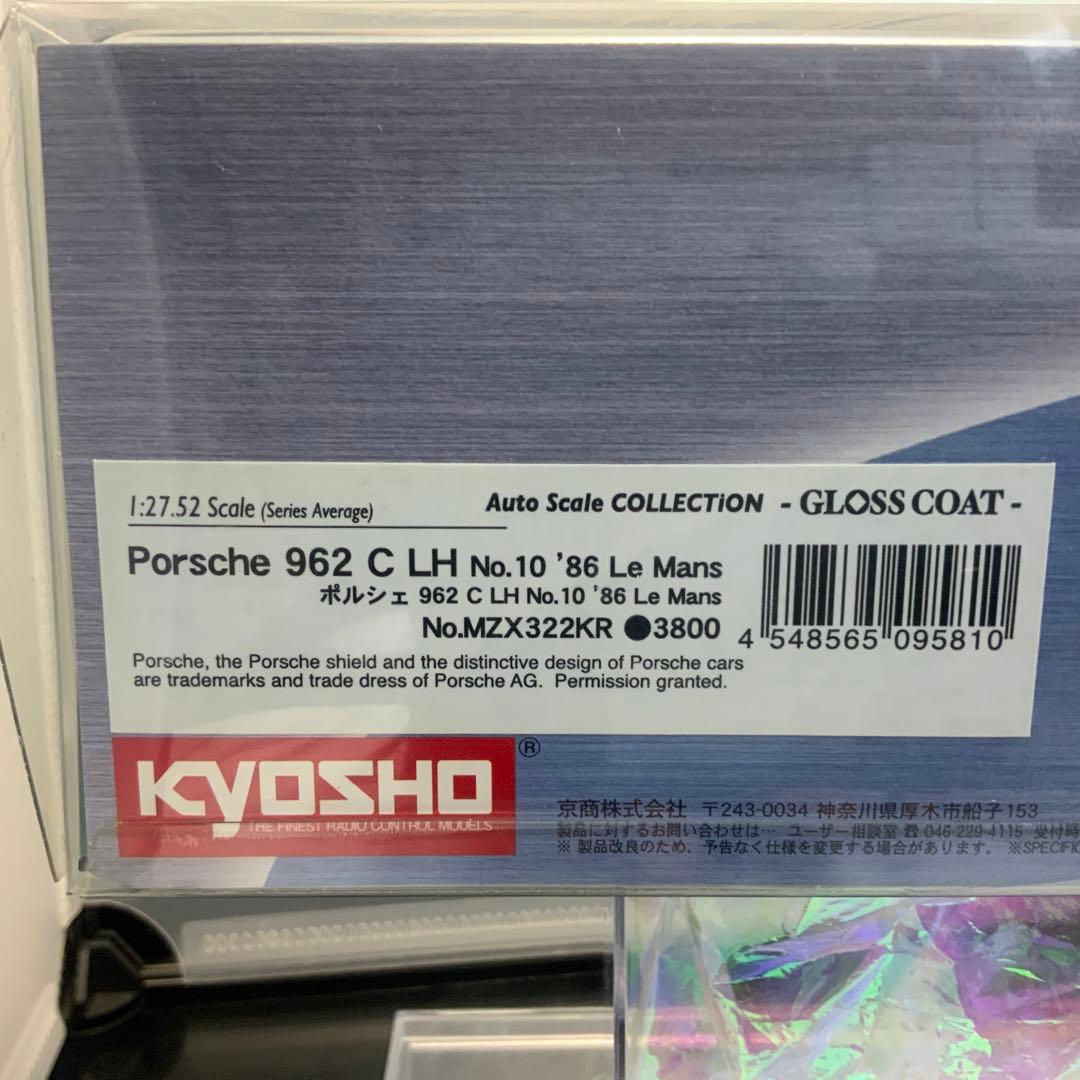 1:27.52 Scale (Series Average)
Auto Scale COLLECTiON - GLOSS COAT -
Porsche 962 C LH No.10 '86 Le Mans
ポルシェ 962 C LH No.10 '86 Le Mans
No.MZX322KR ●3800
4 548565 095810
Porsche, the Porsche shield and the distinctive design of Porsche cars
are trademarks and trade dress of Porsche AG. Permission granted.
KYOSHO ®
THE FINEST RADIO CONTROL MODELS
京商株式会社 〒243-0034 神奈川県厚木市船子153
製品に対するお問い合わせは… ユーザー相談室 ☎ 046-229-4115 受付時
※ 製品改良のため、予告なく仕様を変更する場合があります。 ※SPECIFIC